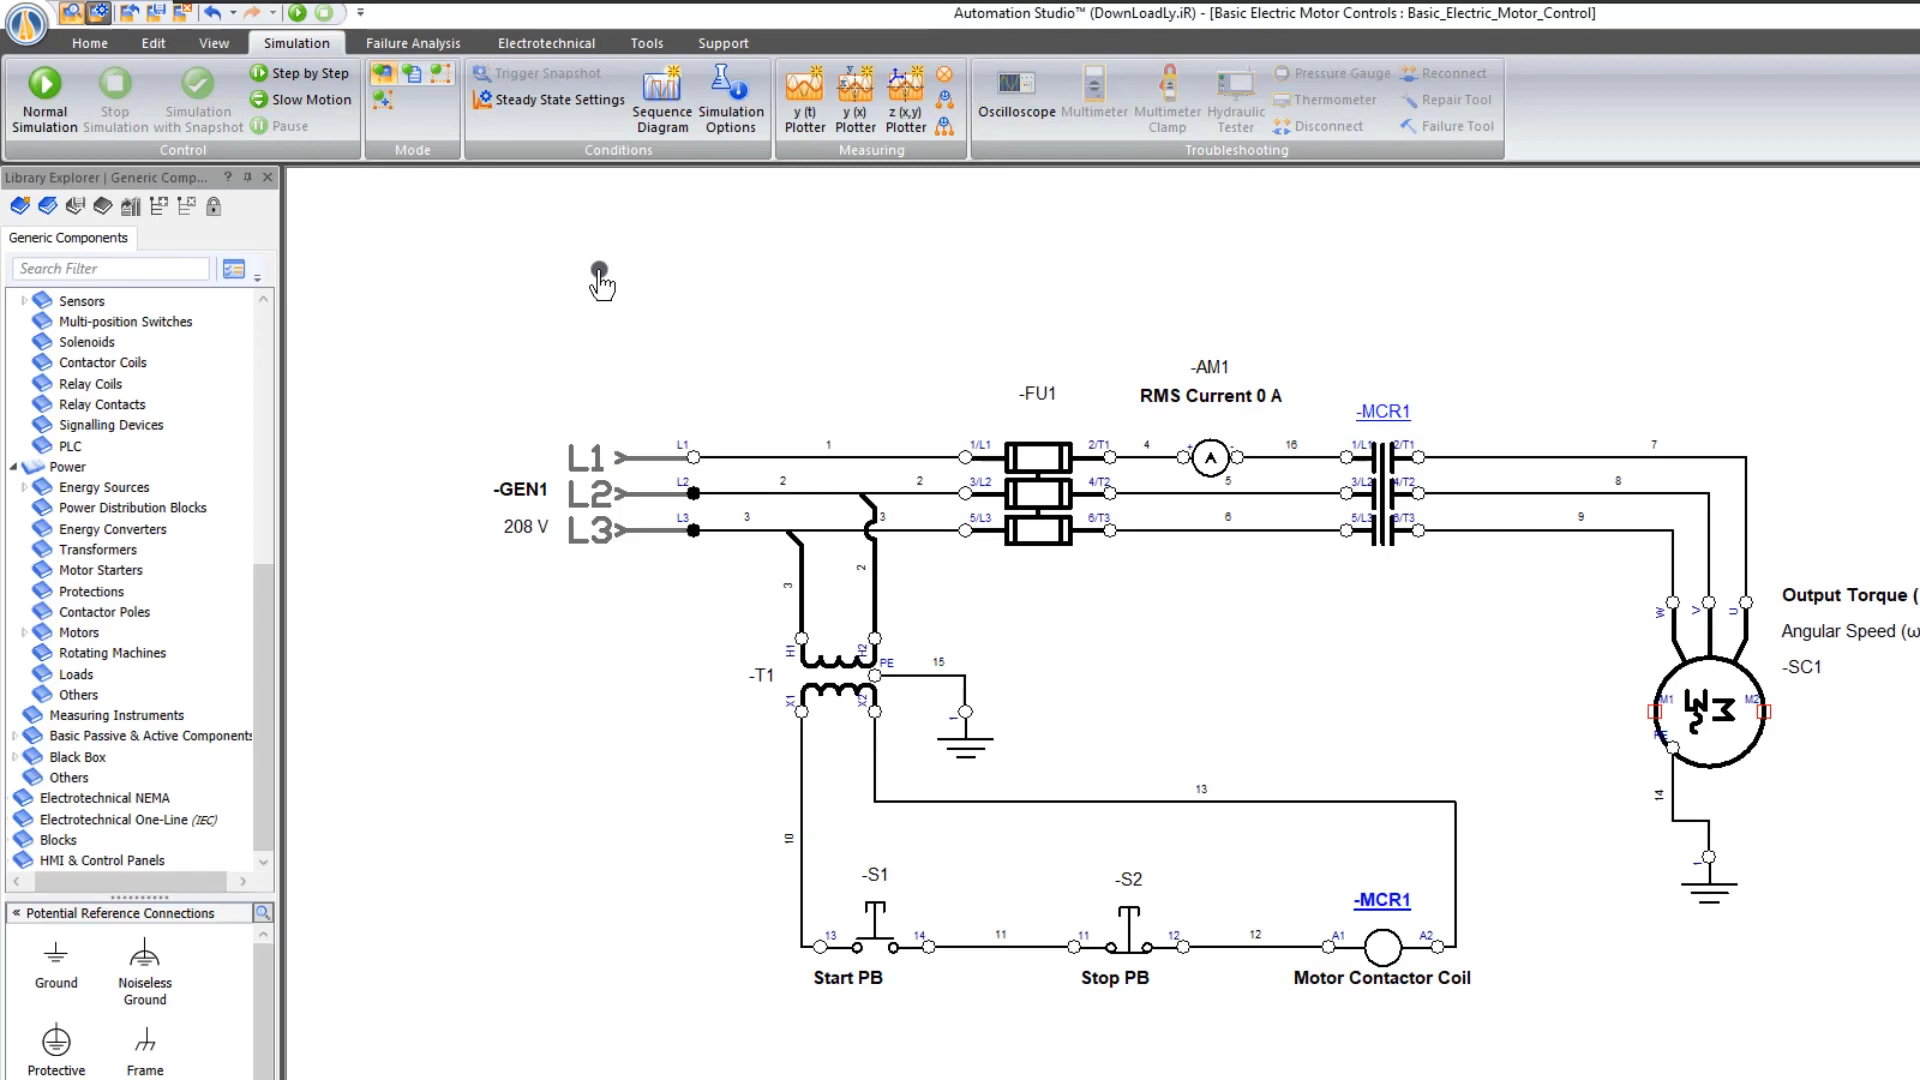 Automation Studio™ (DownLoadLy.iR) - [Basic Electric Motor Controls : Basic_Electric_Motor_Control]
Home Edit View Simulation Failure Analysis Electrotechnical Tools Support
Normal Simulation
Stop Simulation
Simulation with Snapshot
Step by Step
Slow Motion
Pause
Control
Mode
Trigger Snapshot
Steady State Settings
Sequence Diagram
Simulation Options
Conditions
y (t) Plotter
y (x) Plotter
z (x,y) Plotter
Measuring
Oscilloscope
Multimeter
Multimeter Clamp
Hydraulic Tester
Pressure Gauge
Thermometer
Disconnect
Reconnect
Repair Tool
Failure Tool
Troubleshooting
Library Explorer | Generic Comp... ?
Generic Components
Search Filter
Sensors
Multi-position Switches
Solenoids
Contactor Coils
Relay Coils
Relay Contacts
Signalling Devices
PLC
Power
Energy Sources
Power Distribution Blocks
Energy Converters
Transformers
Motor Starters
Protections
Contactor Poles
Motors
Rotating Machines
Loads
Others
Measuring Instruments
Basic Passive & Active Components
Black Box
Others
Electrotechnical NEMA
Electrotechnical One-Line (IEC)
Blocks
HMI & Control Panels
« Potential Reference Connections
Ground
Noiseless Ground
Protective
Frame
-AM1
-FU1
RMS Current 0 A
-MCR1
L1 L1 1 1/L1 2/T1 4 + A - 16 1/L1 2/T1 7
-GEN1 L2 L2 2 2 3/L2 4/T2 5 3/L2 4/T2 8
208 V L3 L3 3 3 5/L3 6/T3 6 5/L3 6/T3 9
3 2
H1 H2
PE 15
-T1
X1 X2
1
W V U
Output Torque (
Angular Speed (ω
-SC1
M1 M M2
PE
14
1
13
10
-S1 -S2 -MCR1
13 14 11 11 12 12 A1 A2
Start PB Stop PB Motor Contactor Coil